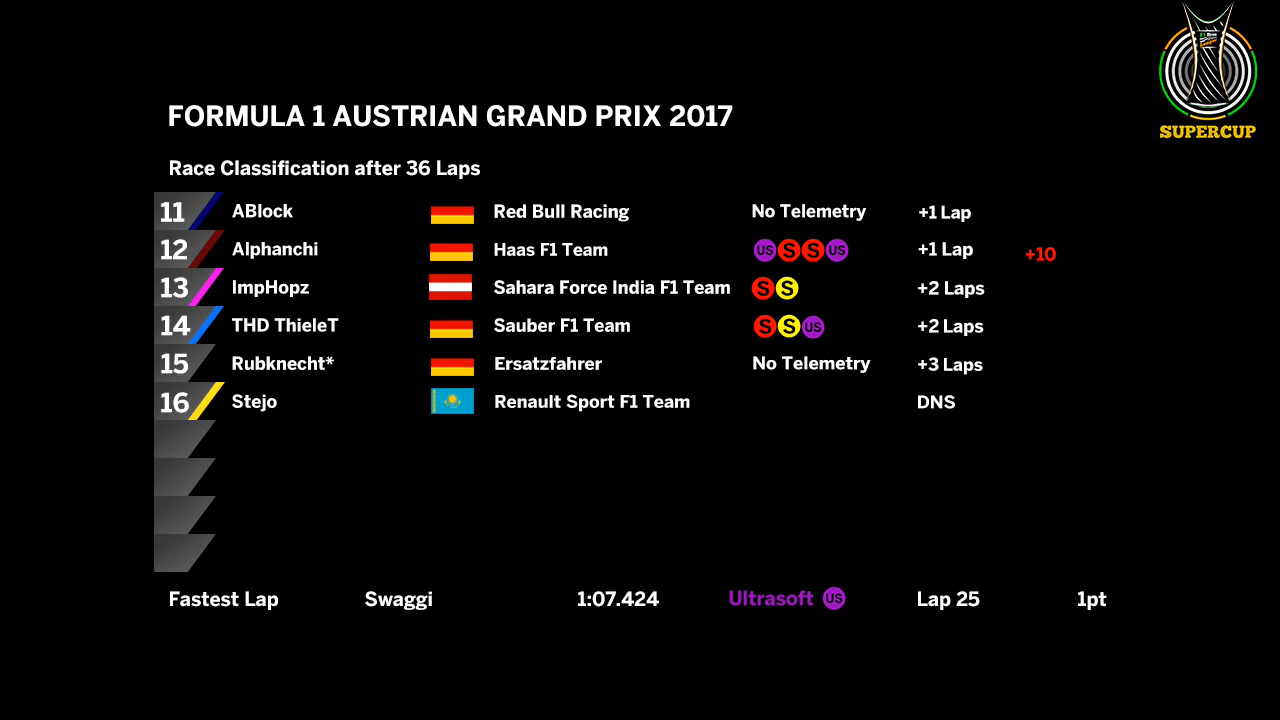 SUPERCUP
FORMULA 1 AUSTRIAN GRAND PRIX 2017
Race Classification after 36 Laps
11 ABlock Red Bull Racing No Telemetry +1 Lap
12 Alphanchi Haas F1 Team US S S US +1 Lap +10
13 ImpHopz Sahara Force India F1 Team S S +2 Laps
14 THD ThieleT Sauber F1 Team S S US +2 Laps
15 Rubknecht* Ersatzfahrer No Telemetry +3 Laps
16 Stejo Renault Sport F1 Team DNS
Fastest Lap Swaggi 1:07.424 Ultrasoft US Lap 25 1pt